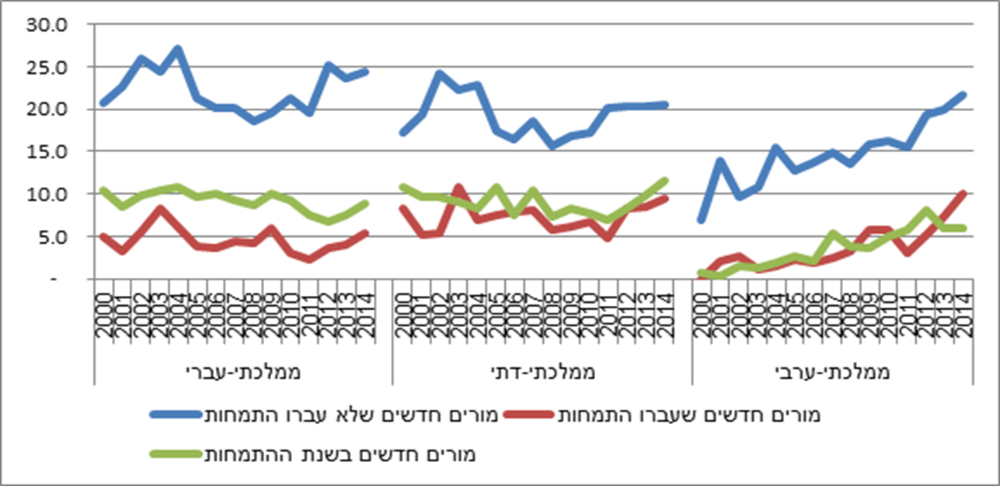 30.0
25.0
20.0
15.0
10.0
5.0
-
2000 2001 2002 2003 2004 2005 2006 2007 2008 2009 2010 2011 2012 2013 2014 2000 2001 2002 2003 2004 2005 2006 2007 2008 2009 2010 2011 2012 2013 2014 2000 2001 2002 2003 2004 2005 2006 2007 2008 2009 2010 2011 2012 2013 2014
ממלכתי-עברי ממלכתי-דתי ממלכתי-ערבי
מורים חדשים שלא עברו התמחות מורים חדשים שעברו התמחות
מורים חדשים בשנת ההתמחות